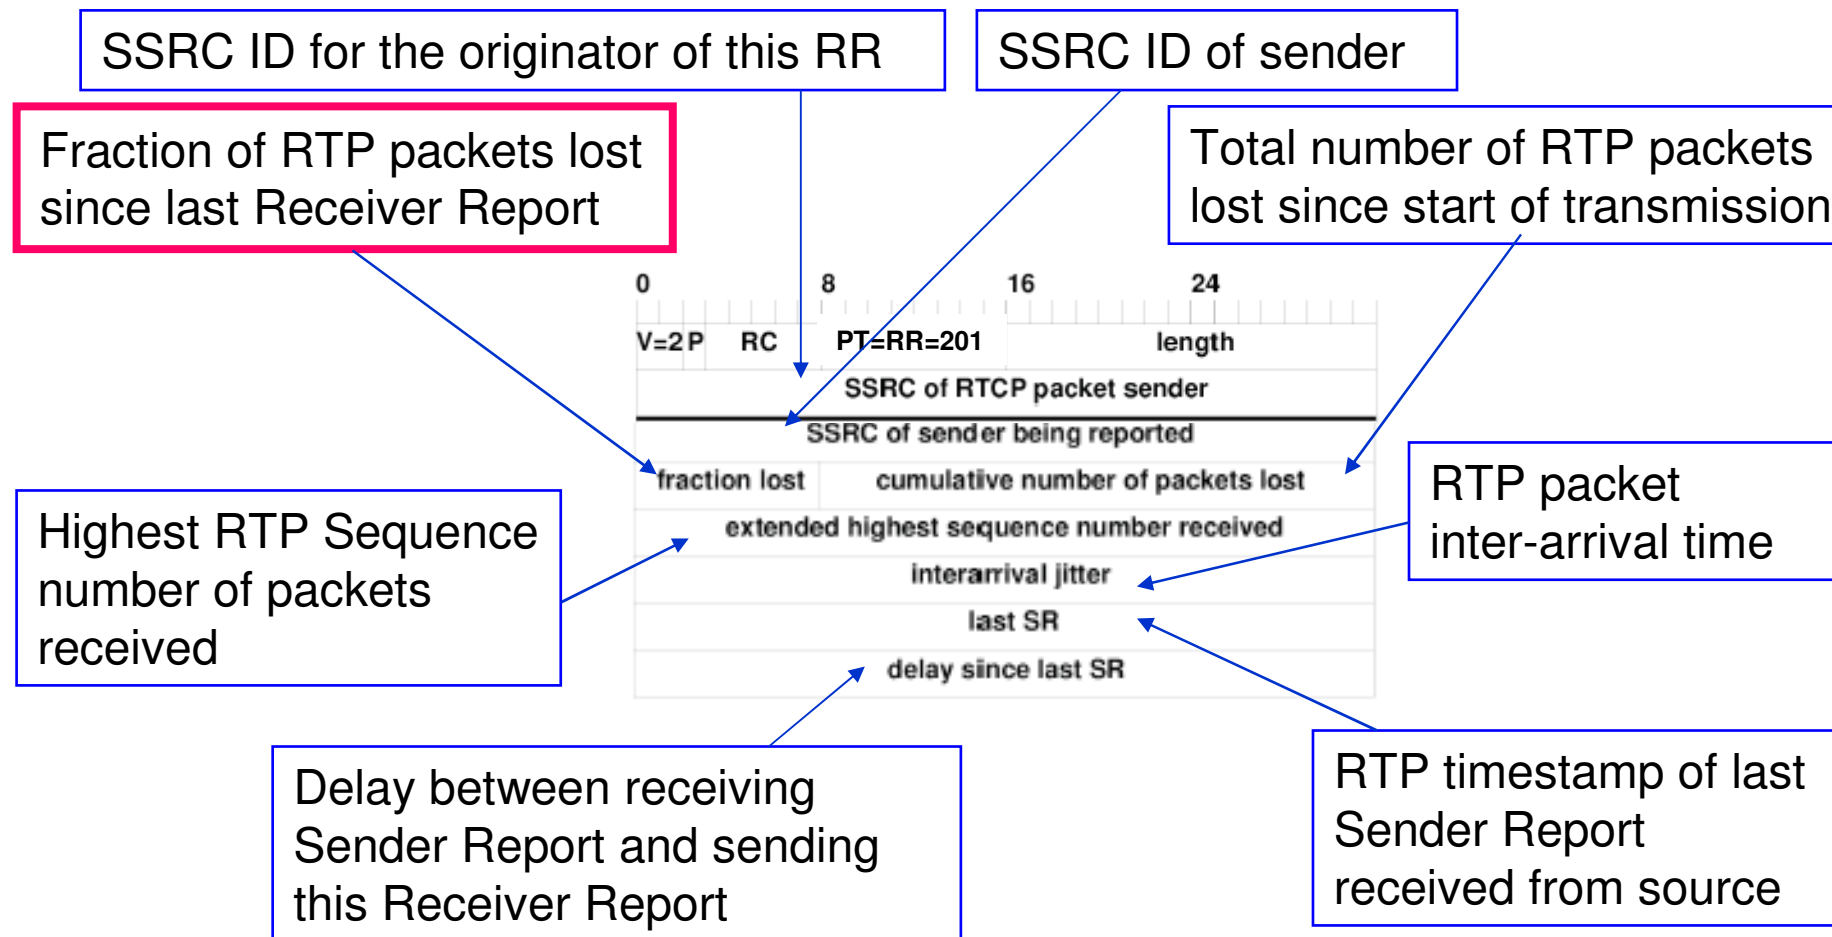 SSRC ID for the originator of this RR
SSRC ID of sender
Fraction of RTP packets lost
since last Receiver Report
Total number of RTP packets
lost since start of transmission
0 8 16 24
V=2 P RC PT=RR=201 length
SSRC of RTCP packet sender
SSRC of sender being reported
fraction lost cumulative number of packets lost
extended highest sequence number received
interarrival jitter
last SR
delay since last SR
Highest RTP Sequence
number of packets
received
RTP packet
inter-arrival time
Delay between receiving
Sender Report and sending
this Receiver Report
RTP timestamp of last
Sender Report
received from source